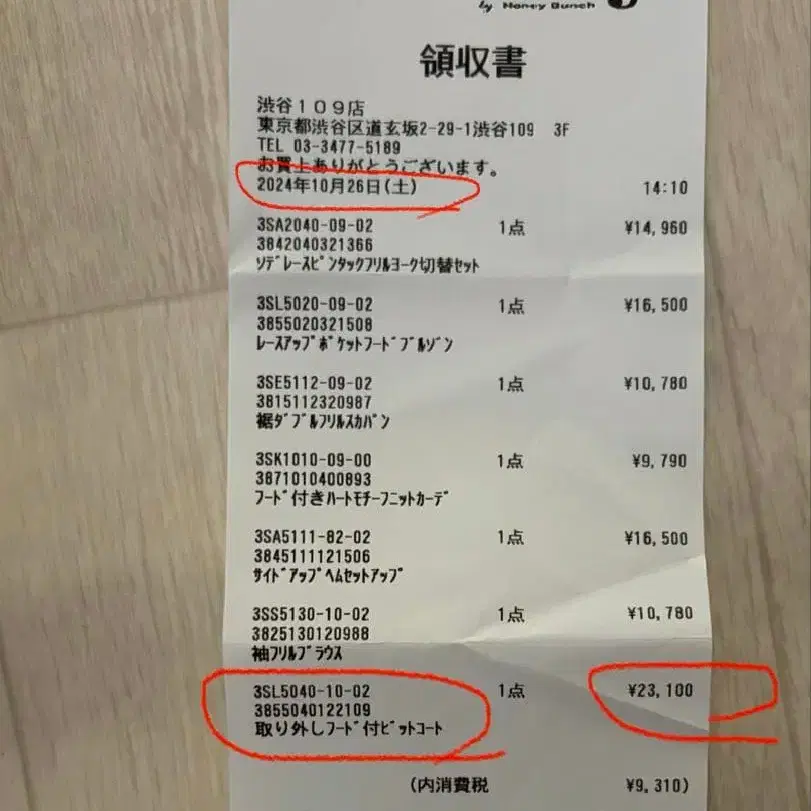 by Honey Bunch
領収書
渋谷109店
東京都渋谷区道玄坂2-29-1渋谷109 3F
TEL 03-3477-5189
お買上ありがとうございます。
2024年10月26日(土) 14:10
3SA2040-09-02 1点 ¥14,960
3842040321366
ソデレースピンタックフリルヨーク切替セット
3SL5020-09-02 1点 ¥16,500
3855020321508
レースアップポケットフードブルゾン
3SE5112-09-02 1点 ¥10,780
3815112320987
裾ダブルフリルスカパン
3SK1010-09-00 1点 ¥9,790
3871010400893
フード付きハートモチーフニットカーデ
3SA5111-82-02 1点 ¥16,500
3845111121506
サイドアップヘムセットアップ
3SS5130-10-02 1点 ¥10,780
3825130120988
袖フリルブラウス
3SL5040-10-02 1点 ¥23,100
3855040122109
取り外しフード付ビットコート
(内消費税 ¥9,310)